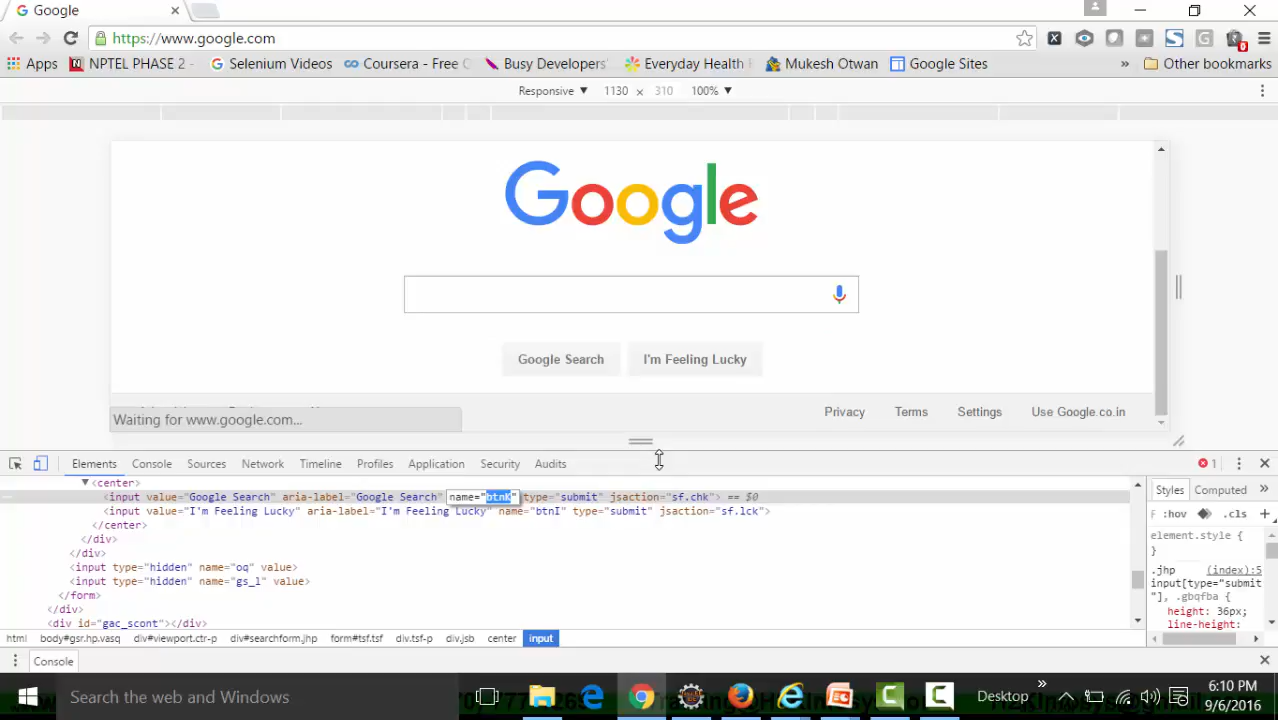 Google
https://www.google.com
0
Apps NPTEL PHASE 2 - Selenium Videos Coursera - Free C Busy Developers' Everyday Health Mukesh Otwan Google Sites » Other bookmarks
Responsive ▼ 1130 × 310 100% ▼
Google
Google Search I'm Feeling Lucky
Waiting for www.google.com...
Privacy Terms Settings Use Google.co.in
Elements Console Sources Network Timeline Profiles Application Security Audits 1
Styles Computed »
▼<center>
<input value="Google Search" aria-label="Google Search" name="btnK" type="submit" jsaction="sf.chk"> == $0
<input value="I'm Feeling Lucky" aria-label="I'm Feeling Lucky" name="btnI" type="submit" jsaction="sf.lck">
</center>
</div>
</div>
<input type="hidden" name="oq" value>
<input type="hidden" name="gs_l" value>
</form>
</div>
<div id="gac_scont"></div>
:hov .cls +
element.style {
}
.jhp (index):5
input[type="submit
"], .gbqfba {
height: 36px;
line-height:
html body#gsr.hp.vasq div#viewport.ctr-p div#searchform.jhp form#tsf.tsf div.tsf-p div.jsb center input
Console
Search the web and Windows
Desktop »
6:10 PM
9/6/2016